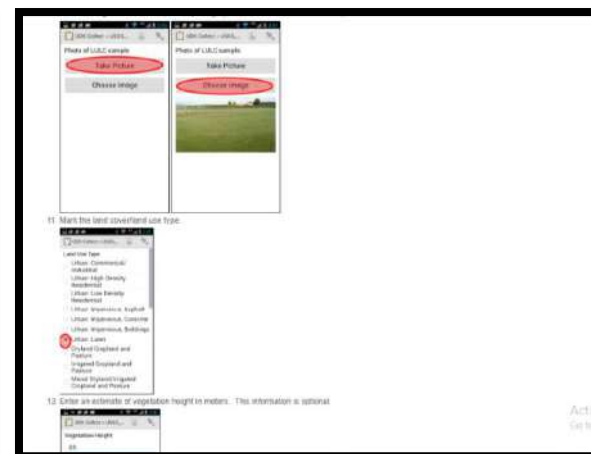 Photo of LULC sample
Take Picture
Choose Image
Photo of LULC sample
Take Picture
Choose Image
11. Mark the land cover/land use type.
Land Use Type
Urban: Commercial/
Industrial
Urban: High Density
Residential
Urban: Low Density
Residential
Urban: Impervious, Asphalt
Urban: Impervious, Concrete
Urban: Impervious, Buildings
Urban: Lawn
Dryland Cropland and
Pasture
Irrigated Cropland and
Pasture
Mixed Dryland/Irrigated
Cropland and Pasture
12. Enter an estimate of vegetation height in meters. This information is optional.
Vegetation Height